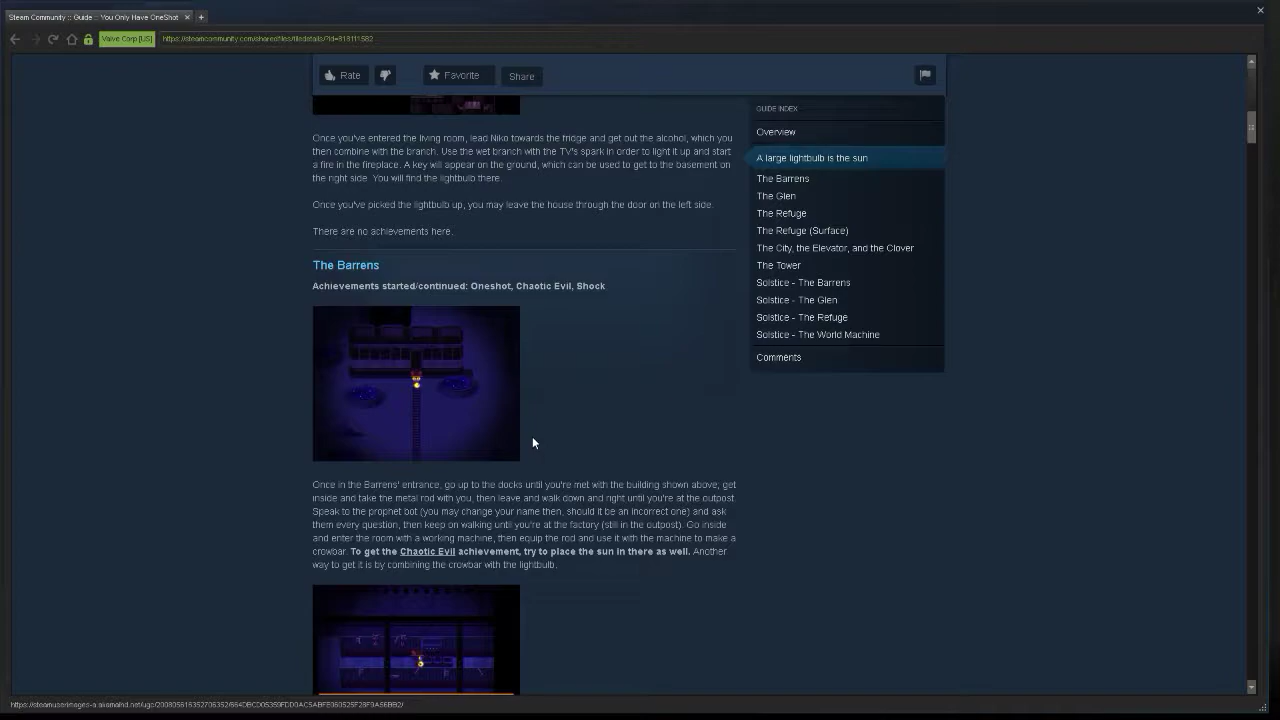 Steam Community :: Guide :: You Only Have OneShot
Valve Corp [US]
Rate
Favorite
Share
Once you've entered the living room, lead Niko towards the fridge and get out the alcohol, which you
then combine with the branch. Use the wet branch with the TV's spark in order to light it up and start
a fire in the fireplace. A key will appear on the ground, which can be used to get to the basement on
the right side. You will find the lightbulb there.
Once you've picked the lightbulb up, you may leave the house through the door on the left side.
There are no achievements here.
The Barrens
Achievements started/continued: Oneshot, Chaotic Evil, Shock
Once in the Barrens' entrance, go up to the docks until you're met with the building shown above; get
inside and take the metal rod with you, then leave and walk down and right until you're at the outpost.
Speak to the prophet bot (you may change your name then, should it be an incorrect one) and ask
them every question, then keep on walking until you're at the factory (still in the outpost). Go inside
and enter the room with a working machine, then equip the rod and use it with the machine to make a
crowbar. To get the Chaotic Evil achievement, try to place the sun in there as well. Another
way to get it is by combining the crowbar with the lightbulb.
GUIDE INDEX
Overview
A large lightbulb is the sun
The Barrens
The Glen
The Refuge
The Refuge (Surface)
The City, the Elevator, and the Clover
The Tower
Solstice - The Barrens
Solstice - The Glen
Solstice - The Refuge
Solstice - The World Machine
Comments